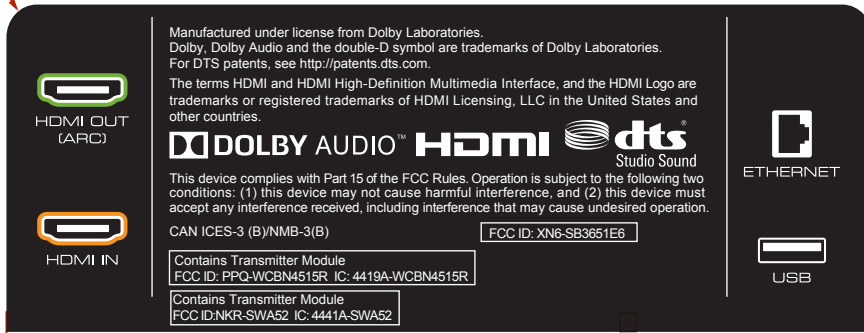 HDMI OUT
(ARC)
HDMI IN
Manufactured under license from Dolby Laboratories.
Dolby, Dolby Audio and the double-D symbol are trademarks of Dolby Laboratories.
For DTS patents, see http://patents.dts.com.
The terms HDMI and HDMI High-Definition Multimedia Interface, and the HDMI Logo are
trademarks or registered trademarks of HDMI Licensing, LLC in the United States and
other countries.
DOLBY AUDIO™ HDMI dts
Studio Sound
This device complies with Part 15 of the FCC Rules. Operation is subject to the following two
conditions: (1) this device may not cause harmful interference, and (2) this device must
accept any interference received, including interference that may cause undesired operation.
CAN ICES-3 (B)/NMB-3(B)
FCC ID: XN6-SB3651E6
Contains Transmitter Module
FCC ID: PPQ-WCBN4515R IC: 4419A-WCBN4515R
Contains Transmitter Module
FCC ID:NKR-SWA52 IC: 4441A-SWA52
ETHERNET
USB